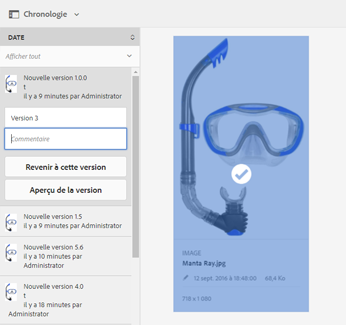 Chronologie
DATE
Afficher tout
Nouvelle version 1.0.0
t
il y a 9 minutes par Administrator
Version 3
Commentaire
Revenir à cette version
Aperçu de la version
Nouvelle version 1.5
il y a 9 minutes par Administrator
Nouvelle version 5.6
il y a 10 minutes par
Administrator
Nouvelle version 4.0
t
il y a 18 minutes par Administrator
IMAGE
Manta Ray.jpg
12 sept. 2016 à 18:48:00 68,4 Ko
718 x 1 080